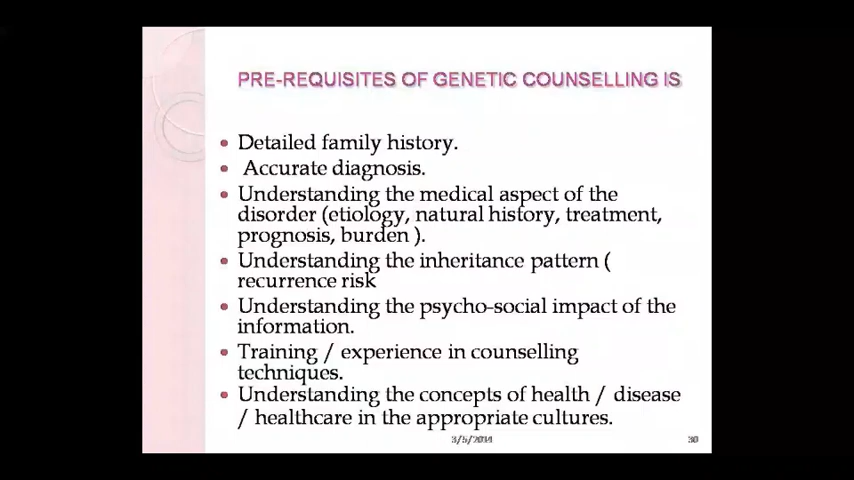 PRE-REQUISITES OF GENETIC COUNSELLING IS
• Detailed family history.
• Accurate diagnosis.
• Understanding the medical aspect of the
disorder (etiology, natural history, treatment,
prognosis, burden ).
• Understanding the inheritance pattern (
recurrence risk
• Understanding the psycho-social impact of the
information.
• Training / experience in counselling
techniques.
• Understanding the concepts of health / disease
/ healthcare in the appropriate cultures.
30